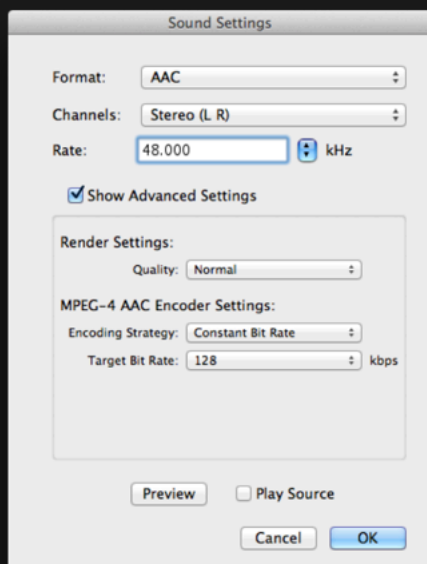 Sound Settings
Format: AAC
Channels: Stereo (L R)
Rate: 48.000 kHz
Show Advanced Settings
Render Settings:
Quality: Normal
MPEG-4 AAC Encoder Settings:
Encoding Strategy: Constant Bit Rate
Target Bit Rate: 128 kbps
Preview Play Source
Cancel OK